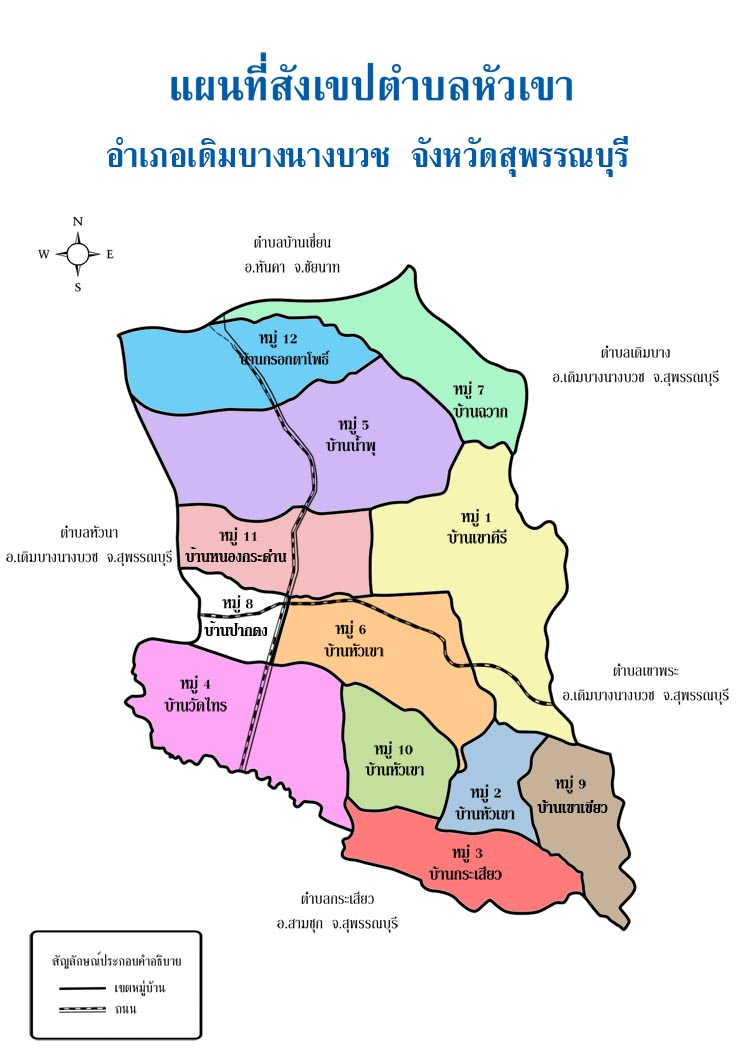 แผนที่สังเขปตำบลหัวเขา
อำเภอเดิมบางนางบวช จังหวัดสุพรรณบุรี
N
W E
S
ตำบลบ้านเชี่ยน
อ.หันคา จ.ชัยนาท
ตำบลเดิมบาง
อ.เดิมบางนางบวช จ.สุพรรณบุรี
หมู่ 12
บ้านกรอกตาโพธิ์
หมู่ 7
บ้านฉวาก
หมู่ 5
บ้านน้ำพุ
หมู่ 1
บ้านเขาคีรี
ตำบลหัวนา
อ.เดิมบางนางบวช จ.สุพรรณบุรี
หมู่ 11
บ้านหนองกระด่าน
หมู่ 8
บ้านปากดง
หมู่ 6
บ้านหัวเขา
ตำบลเขาพระ
อ.เดิมบางนางบวช จ.สุพรรณบุรี
หมู่ 4
บ้านวัดไทร
หมู่ 10
บ้านหัวเขา
หมู่ 2
บ้านหัวเขา
หมู่ 9
บ้านเขาเขียว
หมู่ 3
บ้านกระเสียว
ตำบลกระเสียว
อ.สามชุก จ.สุพรรณบุรี
สัญลักษณ์ประกอบคำอธิบาย
เขตหมู่บ้าน
ถนน